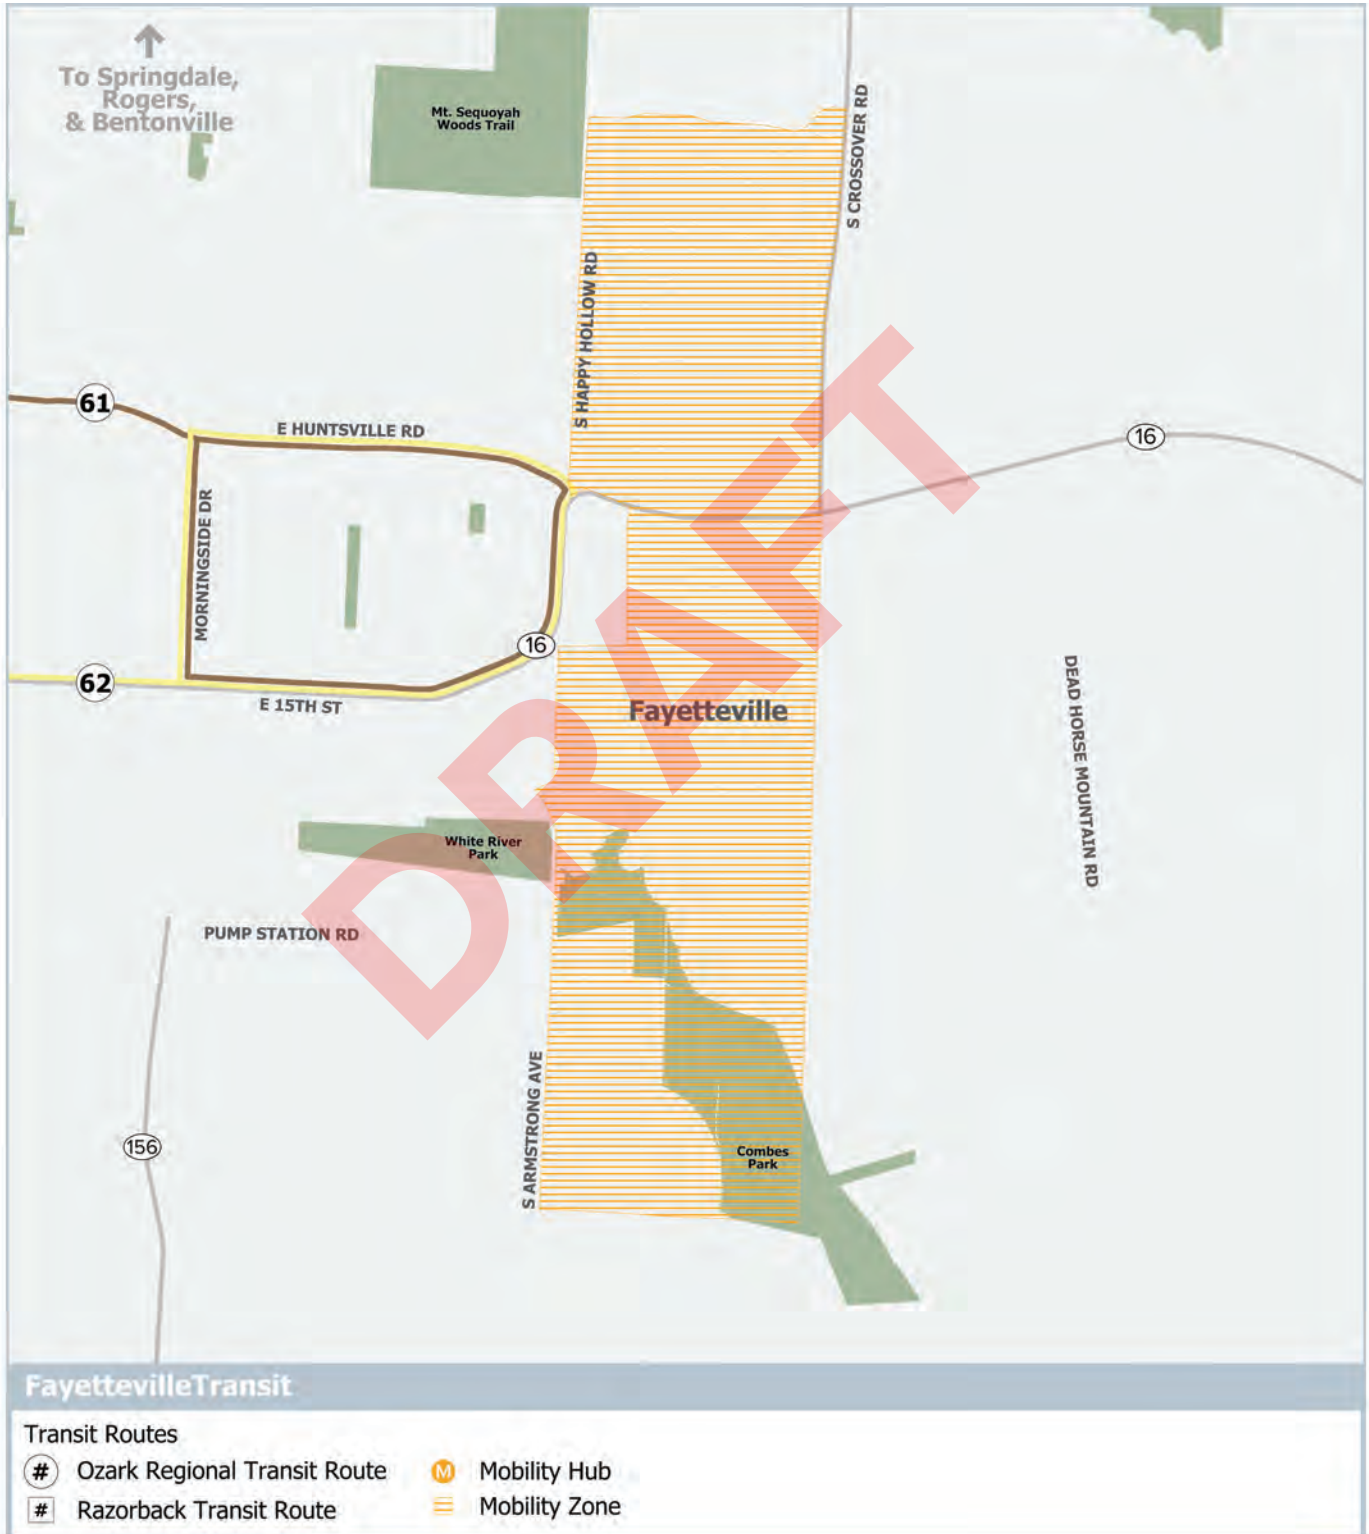 To Springdale,
Rogers,
& Bentonville
Mt. Sequoyah
Woods Trail
S CROSSOVER RD
S HAPPY HOLLOW RD
61
E HUNTSVILLE RD
16
MORNINGSIDE DR
16
62
E 15TH ST
Fayetteville
DEAD HORSE MOUNTAIN RD
DRAFT
White River
Park
PUMP STATION RD
S ARMSTRONG AVE
156
Combes
Park
FayettevilleTransit
Transit Routes
# Ozark Regional Transit Route
M Mobility Hub
# Razorback Transit Route
Mobility Zone